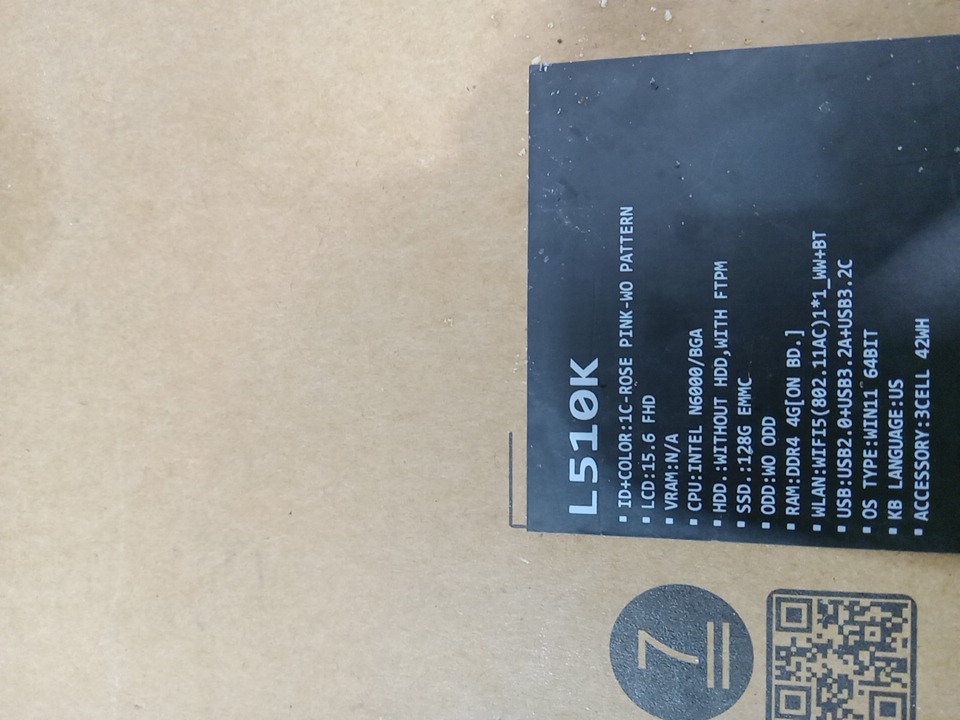 L510K
▪ID+COLOR:1C-ROSE PINK-WO PATTERN
▪LCD:15.6 FHD
▪VRAM:N/A
▪CPU:INTEL N6000/BGA
▪HDD.:WITHOUT HDD,WITH FTPM
▪SSD.:128G EMMC
▪ODD:WO ODD
▪RAM:DDR4 4G[ON BD.]
▪WLAN:WIFI5(802.11AC)1*1_WW+BT
▪USB:USB2.0+USB3.2A+USB3.2C
▪OS TYPE:WIN11 64BIT
▪KB LANGUAGE:US
▪ACCESSORY:3CELL 42WH
7